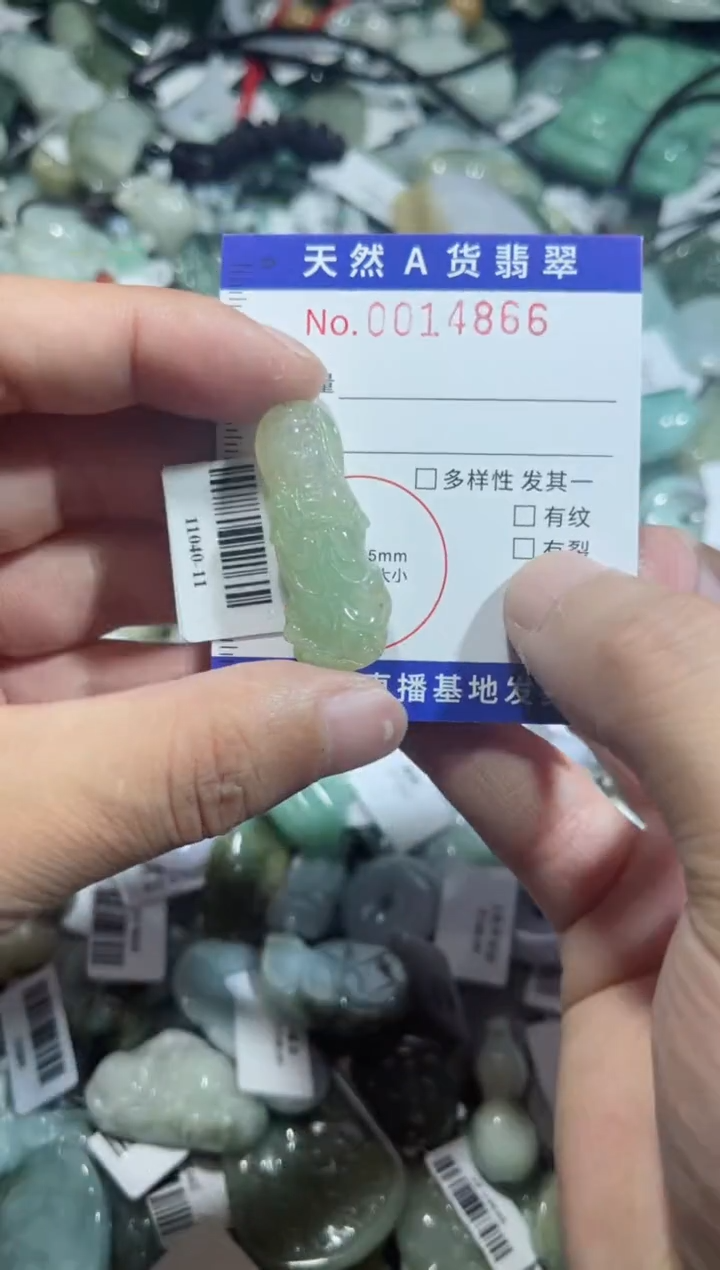 天然A货翡翠
No.0014866
量
多样性 发其一
有纹
有裂
5mm
大小
11040-11
直播基地发